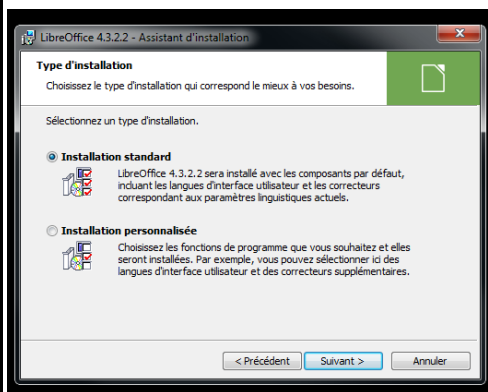 LibreOffice 4.3.2.2 - Assistant d'installation
Type d'installation
Choisissez le type d'installation qui correspond le mieux à vos besoins.
Sélectionnez un type d'installation.
Installation standard
LibreOffice 4.3.2.2 sera installé avec les composants par défaut,
incluant les langues d'interface utilisateur et les correcteurs
correspondant aux paramètres linguistiques actuels.
Installation personnalisée
Choisissez les fonctions de programme que vous souhaitez et elles
seront installées. Par exemple, vous pouvez sélectionner ici des
langues d'interface utilisateur et des correcteurs supplémentaires.
< Précédent Suivant > Annuler